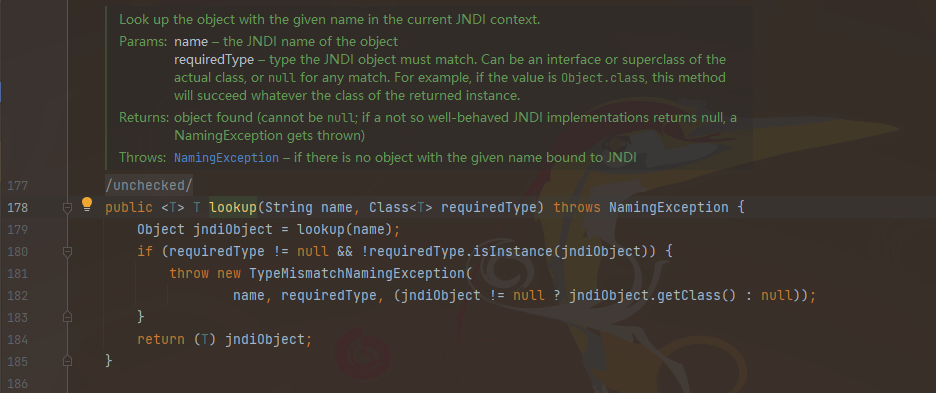 Look up the object with the given name in the current JNDI context.
Params: name – the JNDI name of the object
requiredType – type the JNDI object must match. Can be an interface or superclass of the
actual class, or null for any match. For example, if the value is Object.class, this method
will succeed whatever the class of the returned instance.
Returns: object found (cannot be null; if a not so well-behaved JNDI implementations returns null, a
NamingException gets thrown)
Throws: NamingException – if there is no object with the given name bound to JNDI
177 /unchecked/
178 public <T> T lookup(String name, Class<T> requiredType) throws NamingException {
179 Object jndiObject = lookup(name);
180 if (requiredType != null && !requiredType.isInstance(jndiObject)) {
181 throw new TypeMismatchNamingException(
182 name, requiredType, (jndiObject != null ? jndiObject.getClass() : null));
183 }
184 return (T) jndiObject;
185 }
186